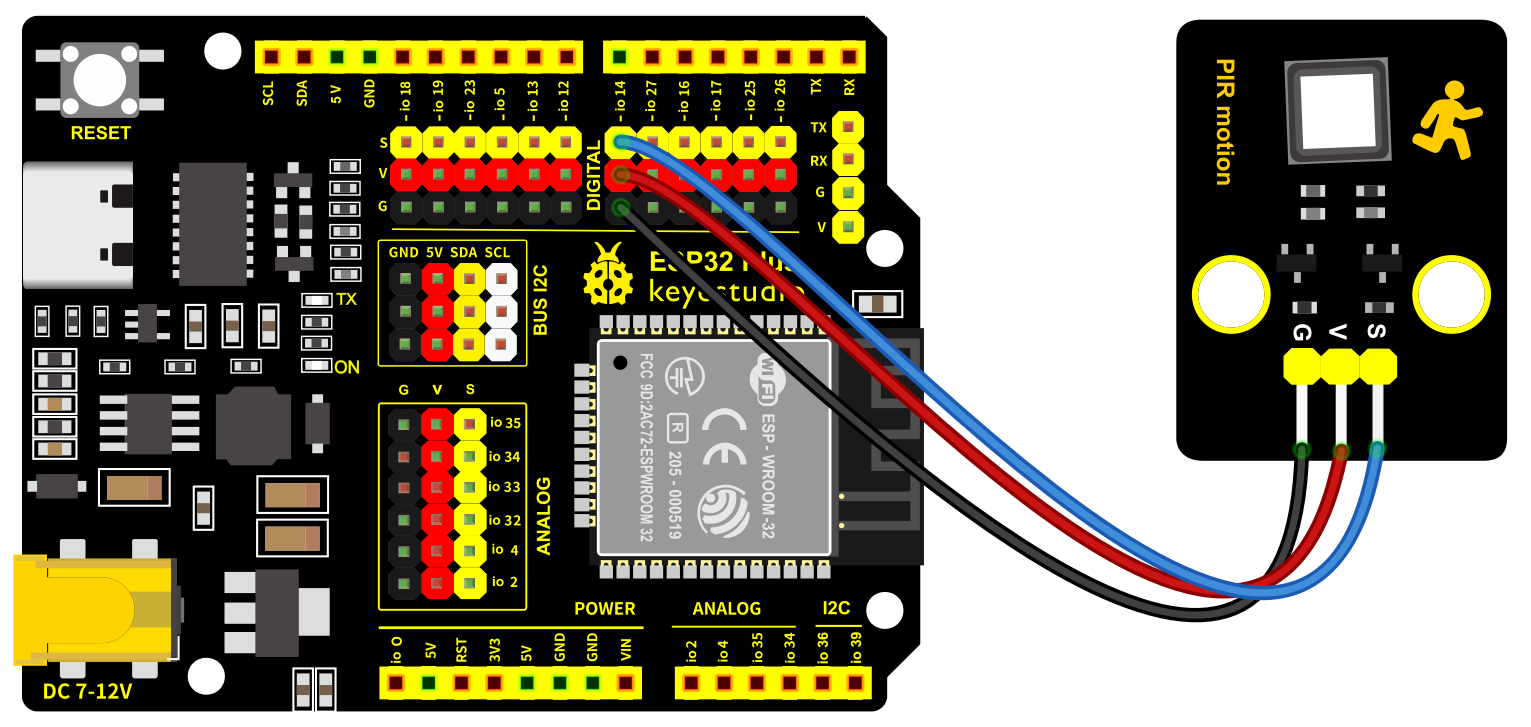 RESET
SCL SDA 5V GND io 18 io 19 io 23 io 5 io 13 io 12
io 14 io 27 io 16 io 17 io 25 io 26 TX RX
S
V
G
DIGITAL
TX
RX
G
V
GND 5V SDA SCL
BUS I2C
ESP32 Plus
keyestudio
TX
ON
G V S
io 35
io 34
io 33
io 32
io 4
io 2
ANALOG
FCC 9D:2AC72-ESPWROOM 32
R 205 - 000519
CE
WiFi ESP - WROOM -32
POWER ANALOG I2C
io O 5V RST 3V3 5V GND GND VIN
io 2 io 4 io 35 io 34 io 36 io 39
DC 7-12V
PIR motion
G V S